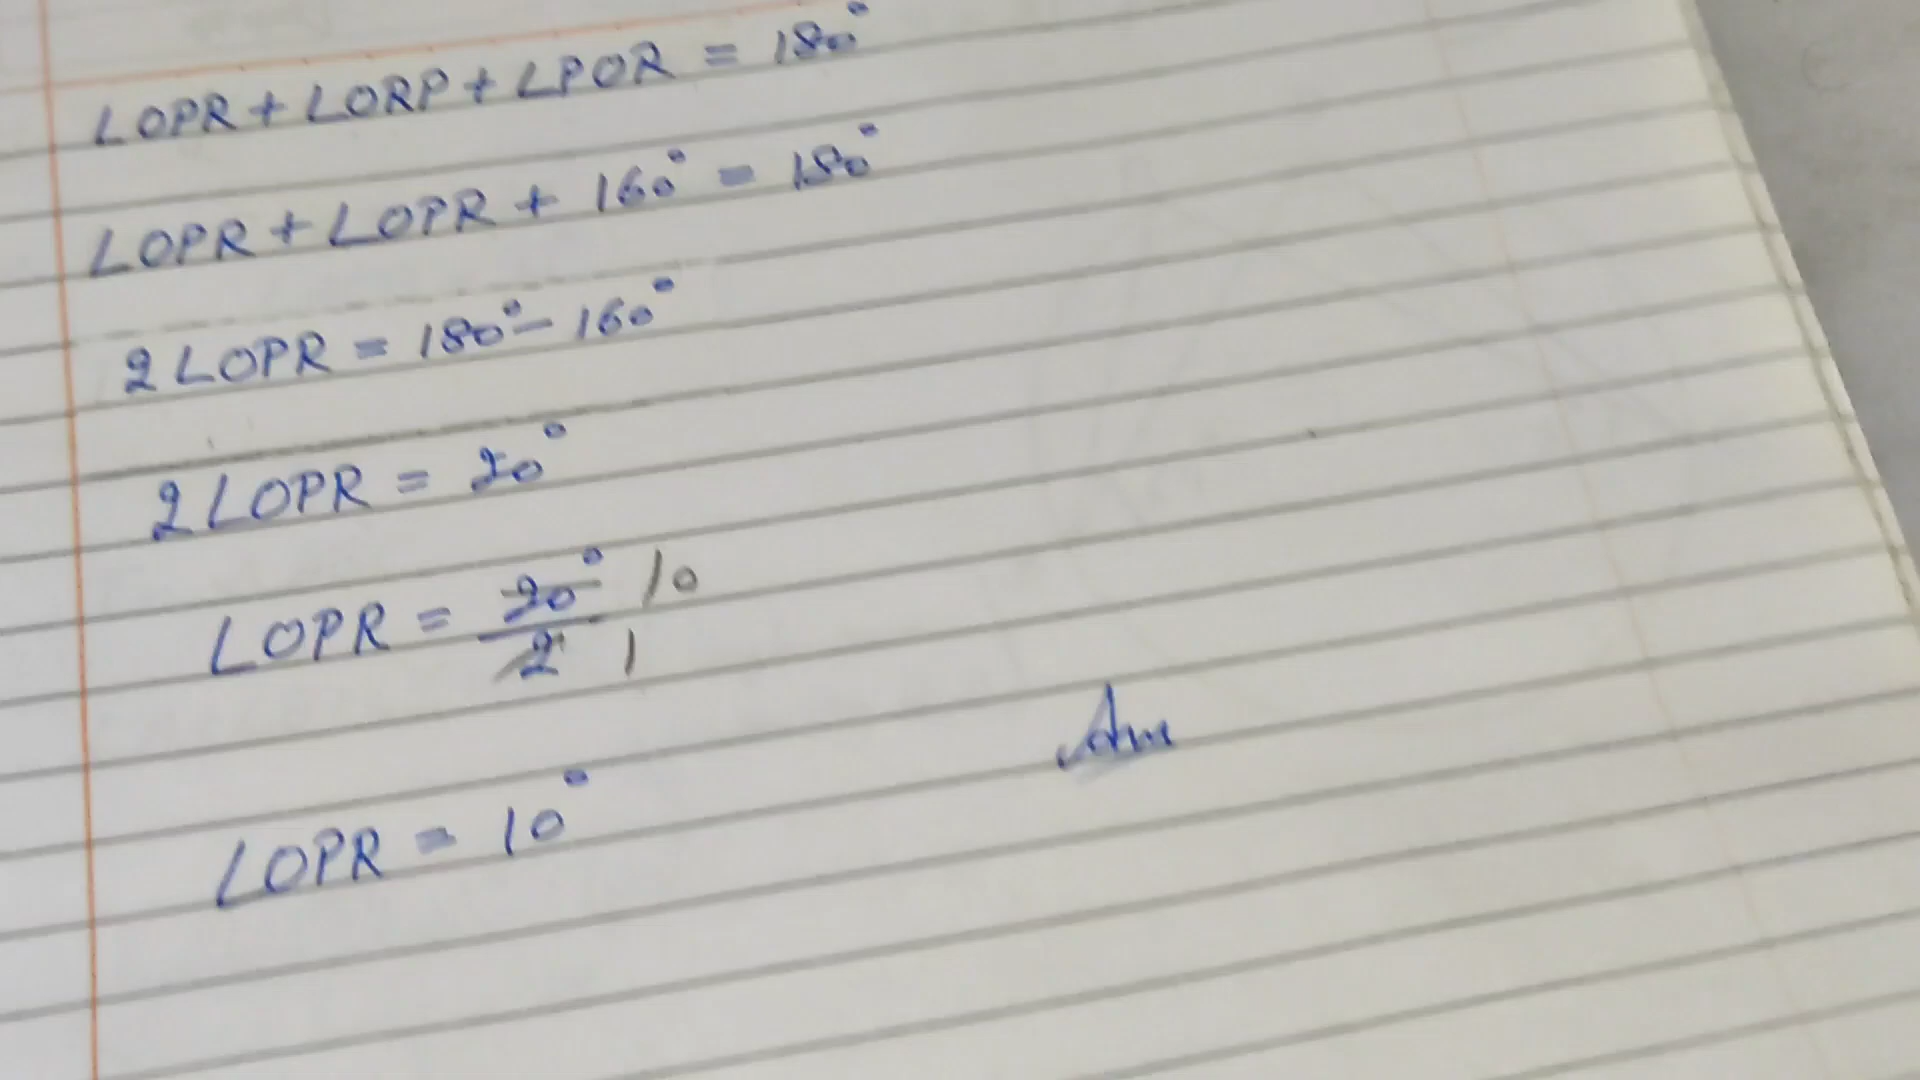 ∠OPR + ∠ORP + ∠POR = 180°
∠OPR + ∠OPR + 160° = 180°
2∠OPR = 180° - 160°
2∠OPR = 20°
∠OPR = 20°/2 10/1
∠OPR = 10° Ans